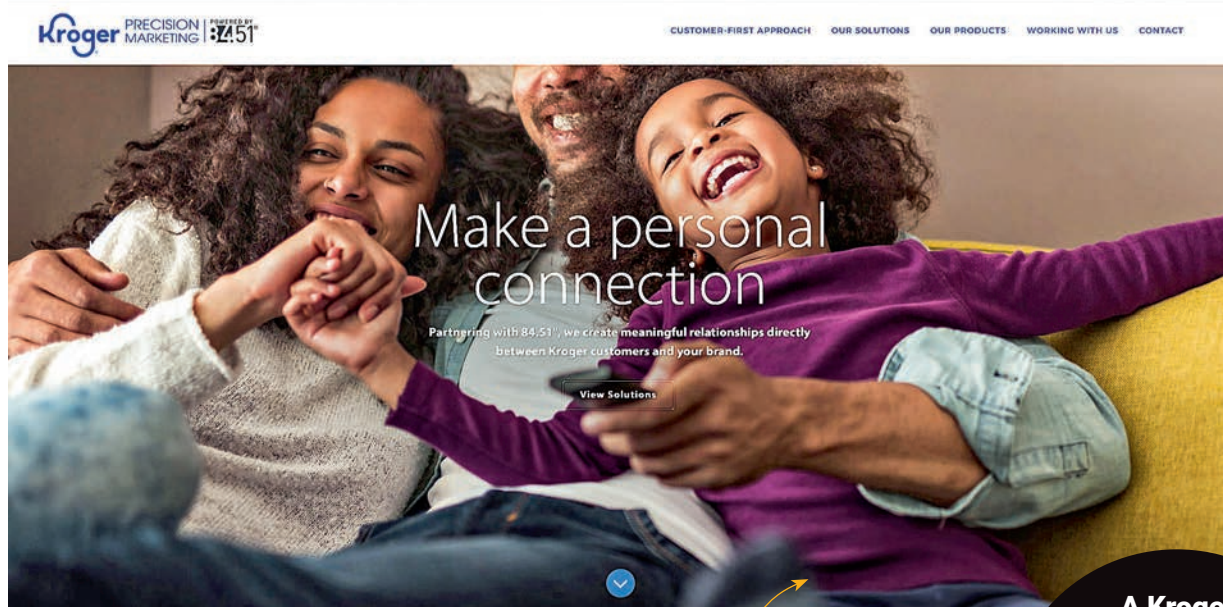 Kroger PRECISION MARKETING POWERED BY 84.51°
CUSTOMER-FIRST APPROACH OUR SOLUTIONS OUR PRODUCTS WORKING WITH US CONTACT
Make a personal
connection
Partnering with 84.51°, we create meaningful relationships directly
between Kroger customers and your brand.
View Solutions
A